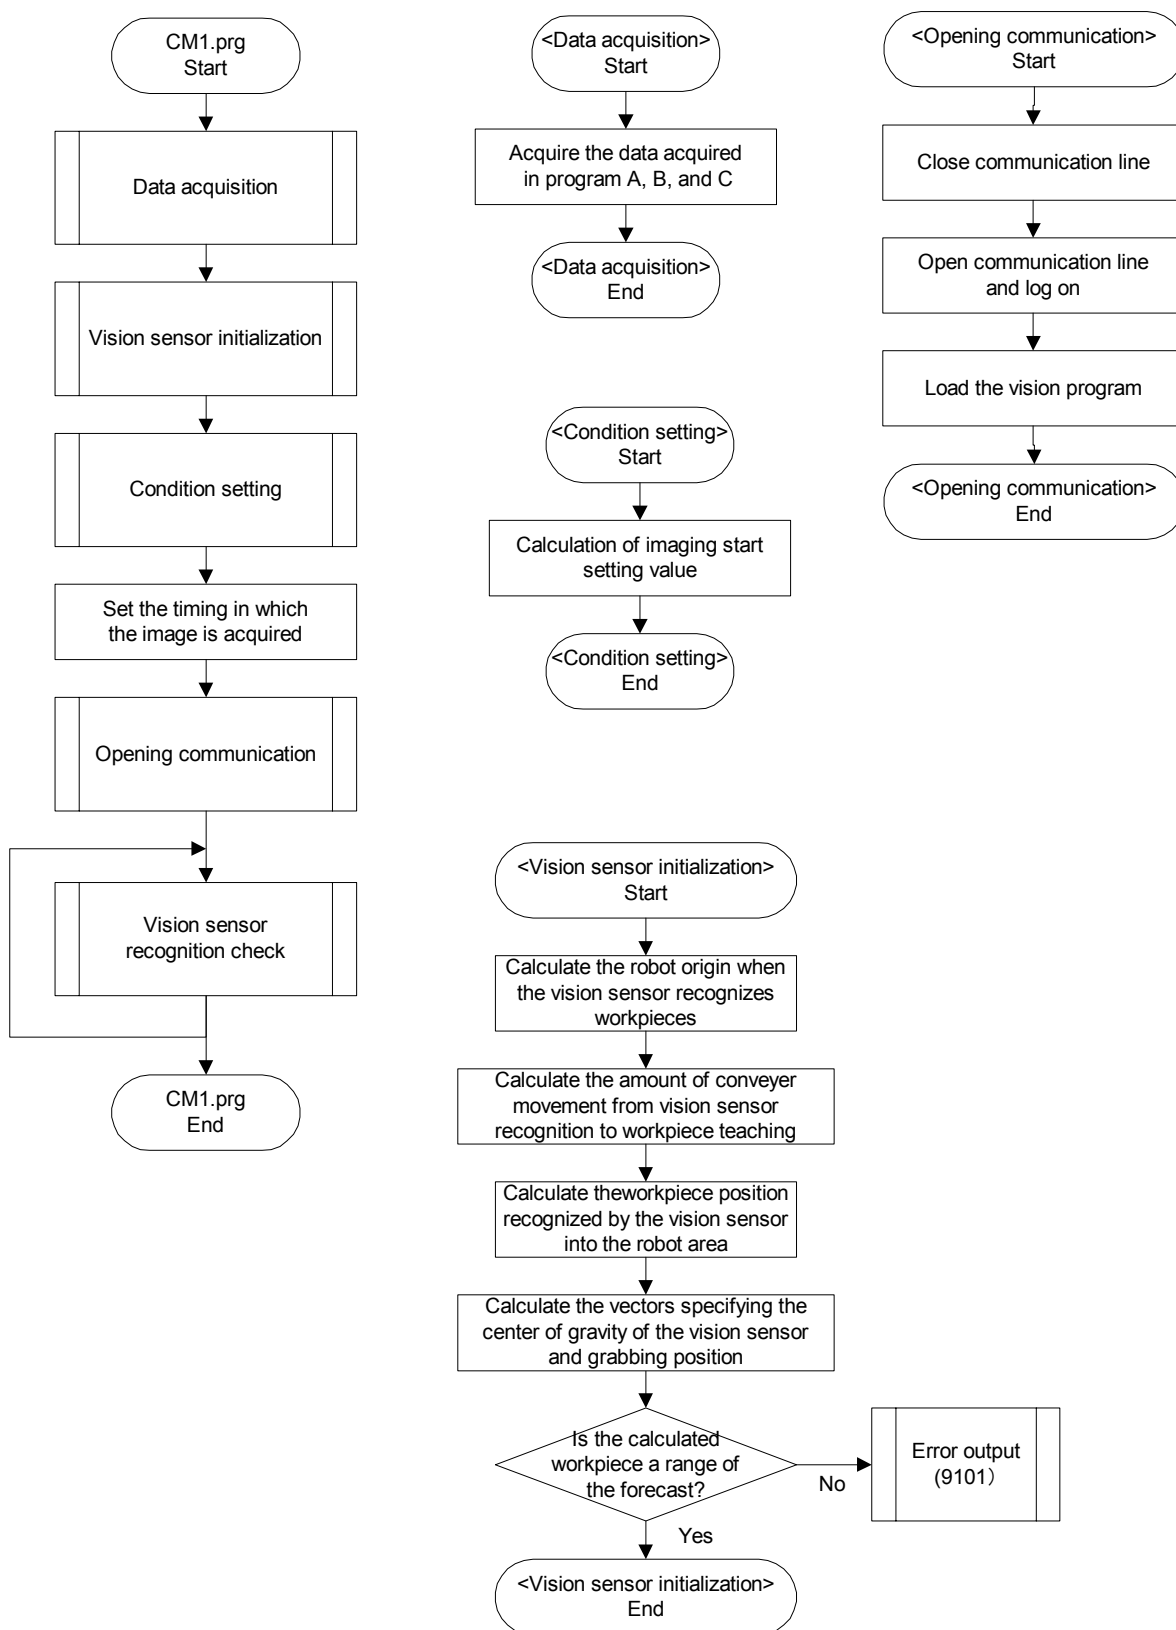 CM1.prg
Start
Data acquisition
Vision sensor initialization
Condition setting
Set the timing in which
the image is acquired
Opening communication
Vision sensor
recognition check
CM1.prg
End
<Data acquisition>
Start
Acquire the data acquired
in program A, B, and C
<Data acquisition>
End
<Condition setting>
Start
Calculation of imaging start
setting value
<Condition setting>
End
<Opening communication>
Start
Close communication line
Open communication line
and log on
Load the vision program
<Opening communication>
End
<Vision sensor initialization>
Start
Calculate the robot origin when
the vision sensor recognizes
workpieces
Calculate the amount of conveyer
movement from vision sensor
recognition to workpiece teaching
Calculate theworkpiece position
recognized by the vision sensor
into the robot area
Calculate the vectors specifying the
center of gravity of the vision sensor
and grabbing position
Is the calculated
workpiece a range of
the forecast?
No
Error output
(9101）
Yes
<Vision sensor initialization>
End